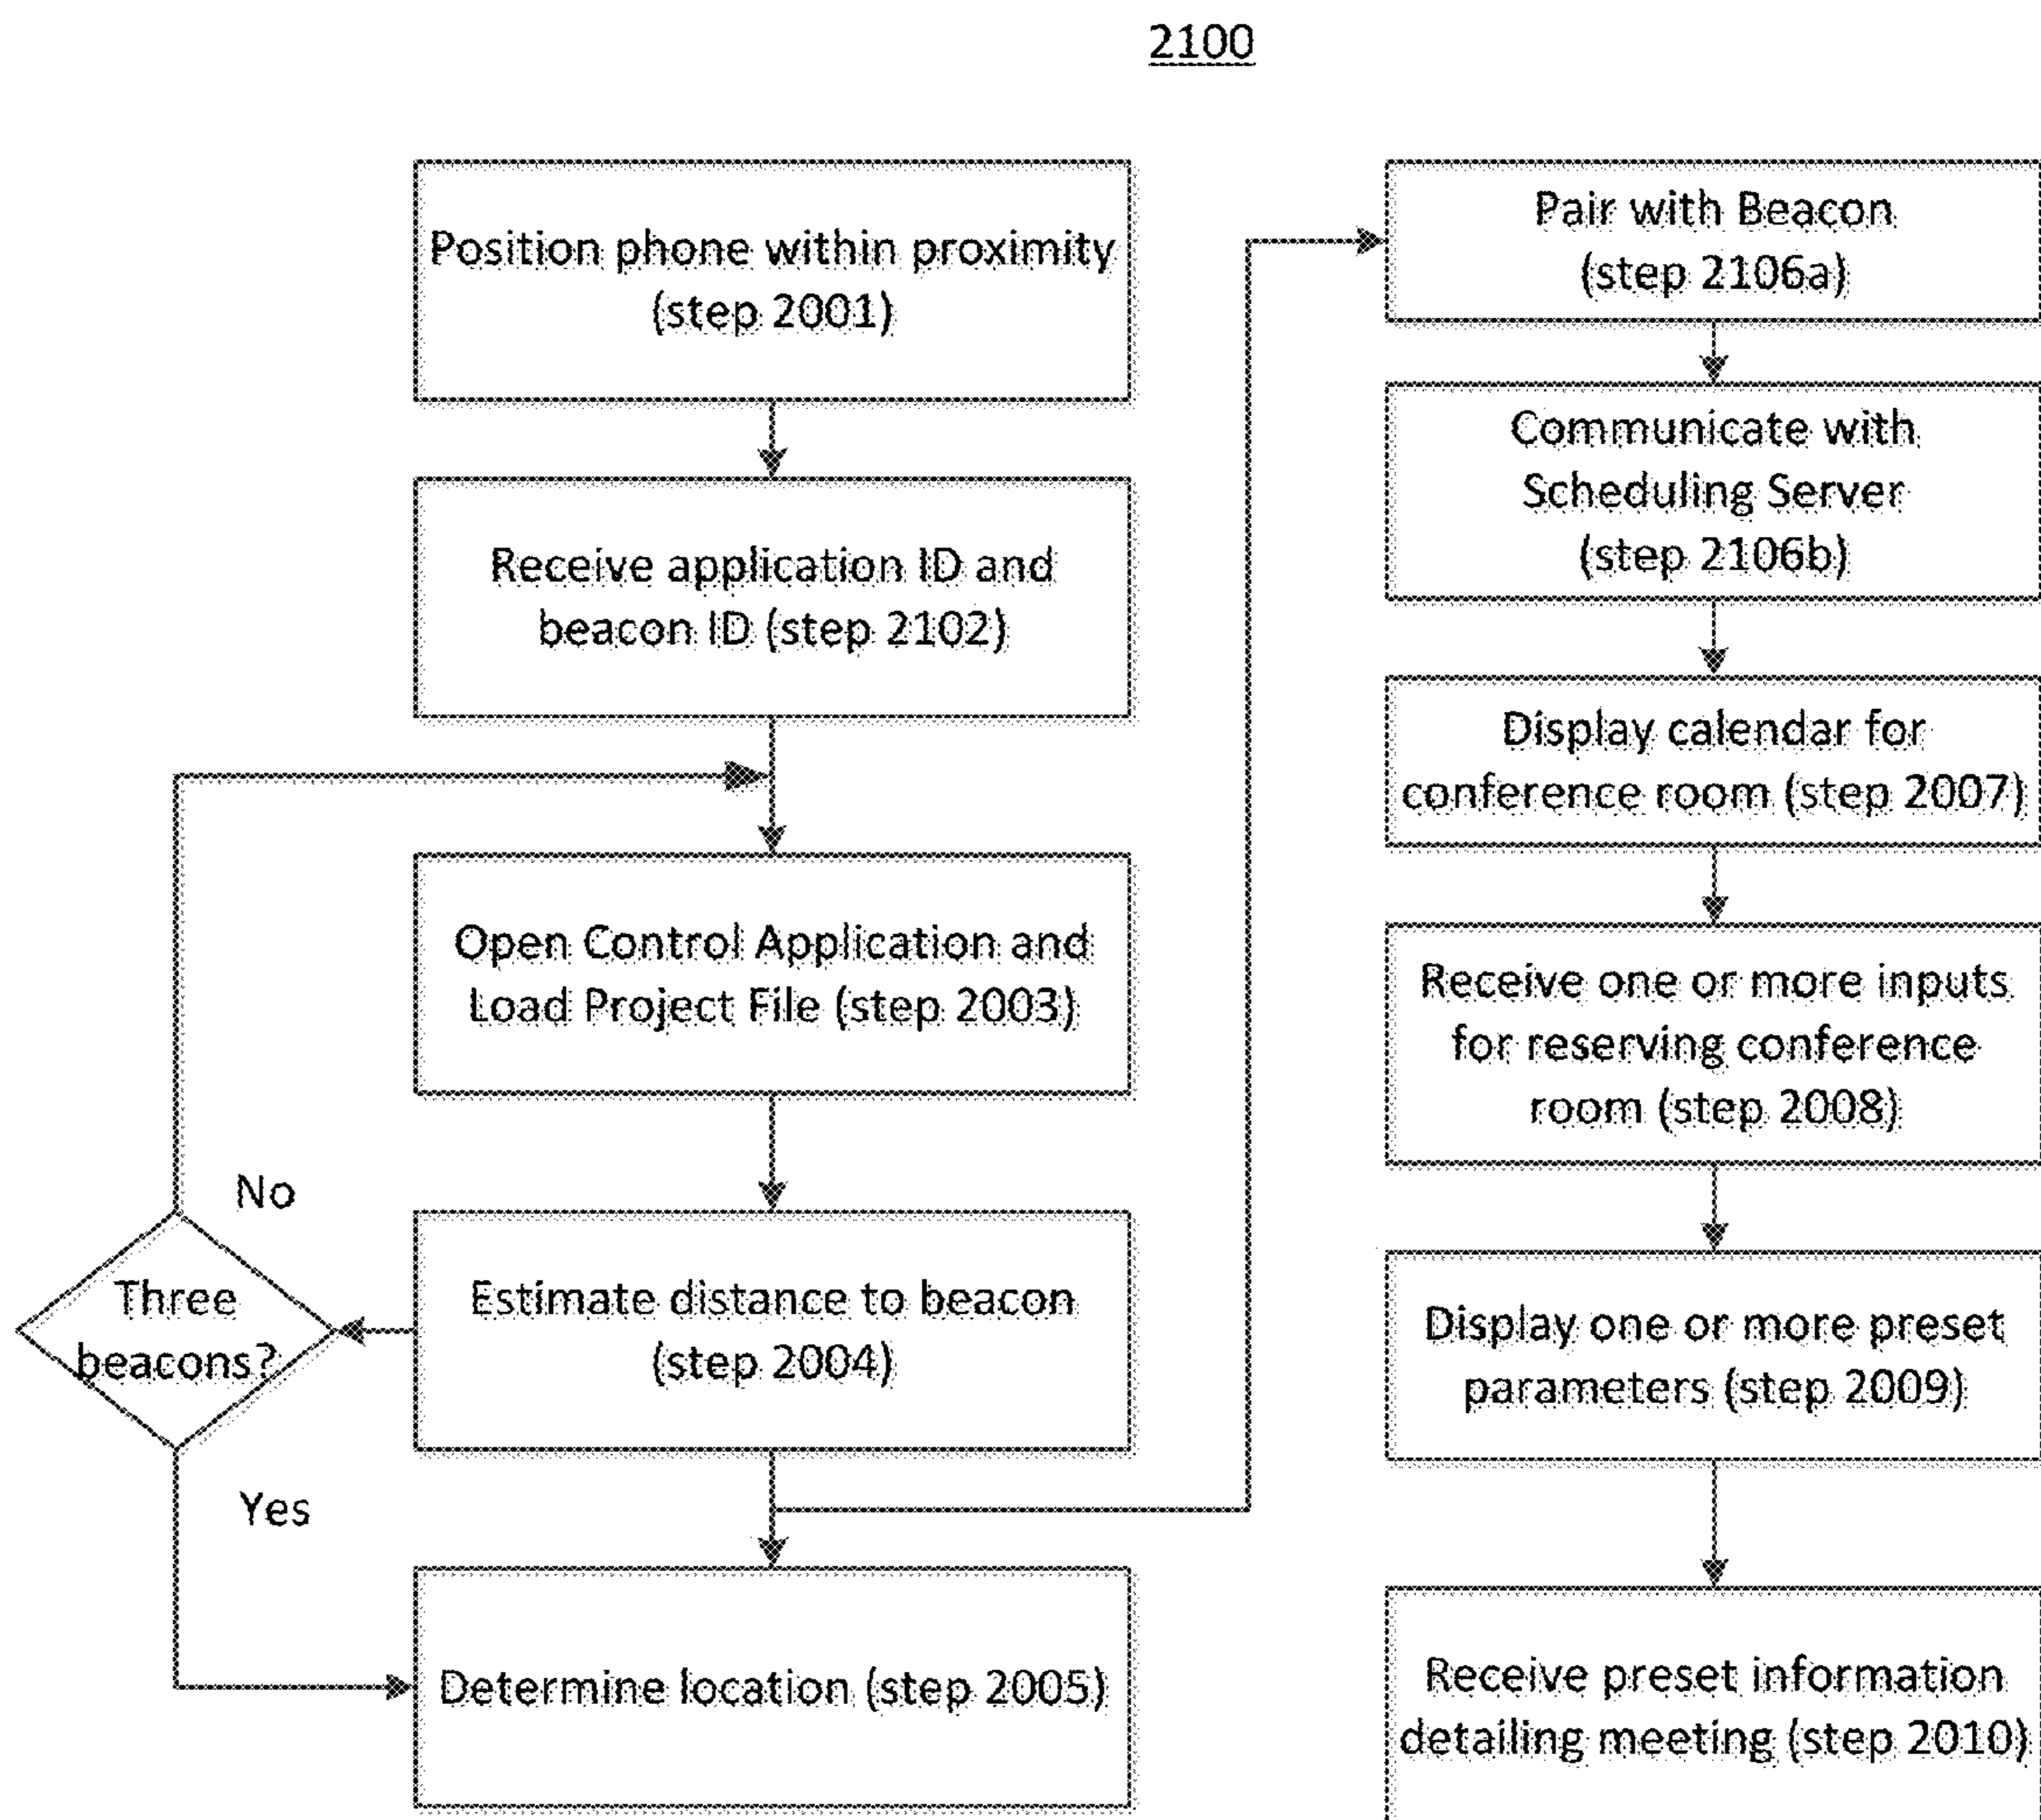 2100
Position phone within proximity
(step 2001)
Receive application ID and
beacon ID (step 2102)
Open Control Application and
Load Project File (step 2003)
No
Three
beacons?
Estimate distance to beacon
(step 2004)
Yes
Determine location (step 2005)
Pair with Beacon
(step 2106a)
Communicate with
Scheduling Server
(step 2106b)
Display calendar for
conference room (step 2007)
Receive one or more inputs
for reserving conference
room (step 2008)
Display one or more preset
parameters (step 2009)
Receive preset information
detailing meeting (step 2010)